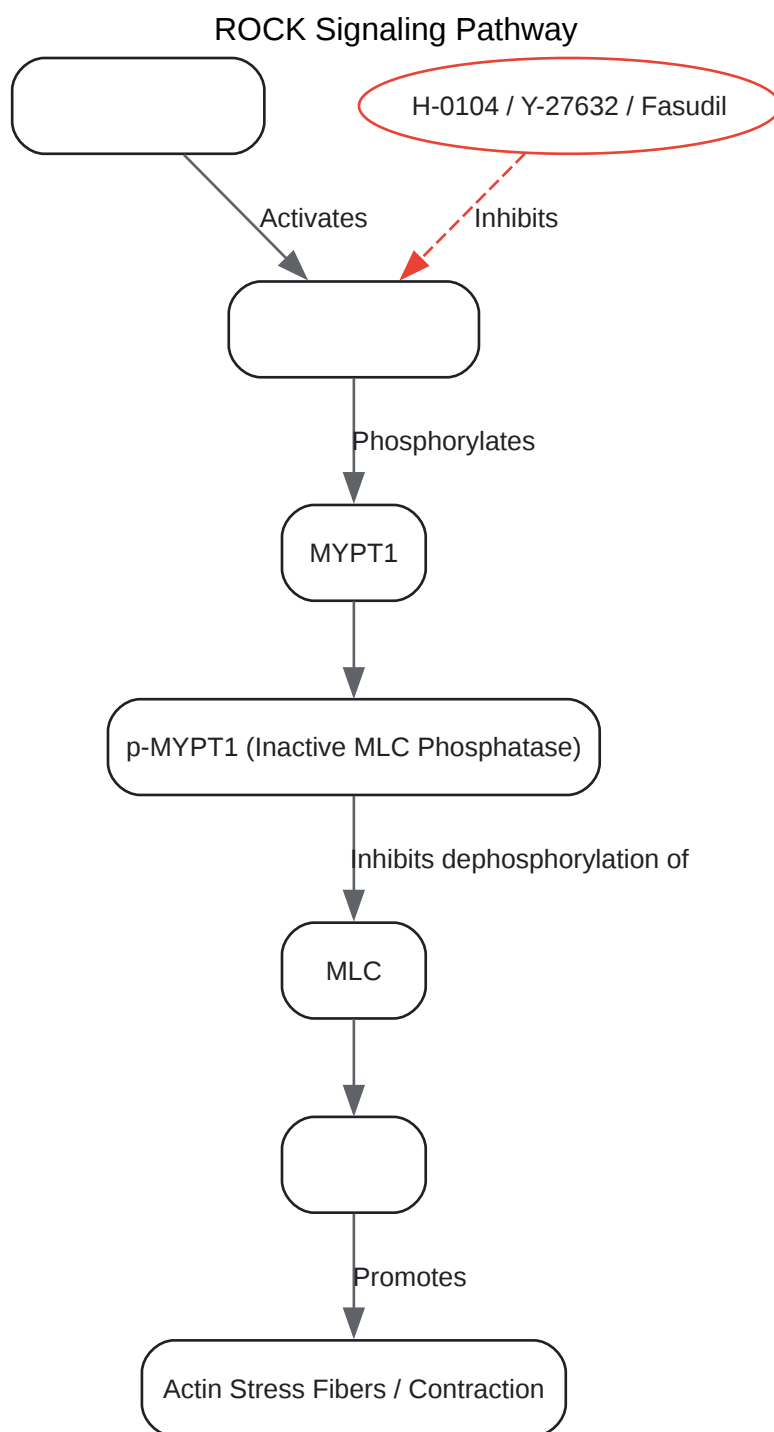 ROCK Signaling Pathway
H-0104 / Y-27632 / Fasudil
Activates
Inhibits
Phosphorylates
MYPT1
p-MYPT1 (Inactive MLC Phosphatase)
Inhibits dephosphorylation of
MLC
Promotes
Actin Stress Fibers / Contraction